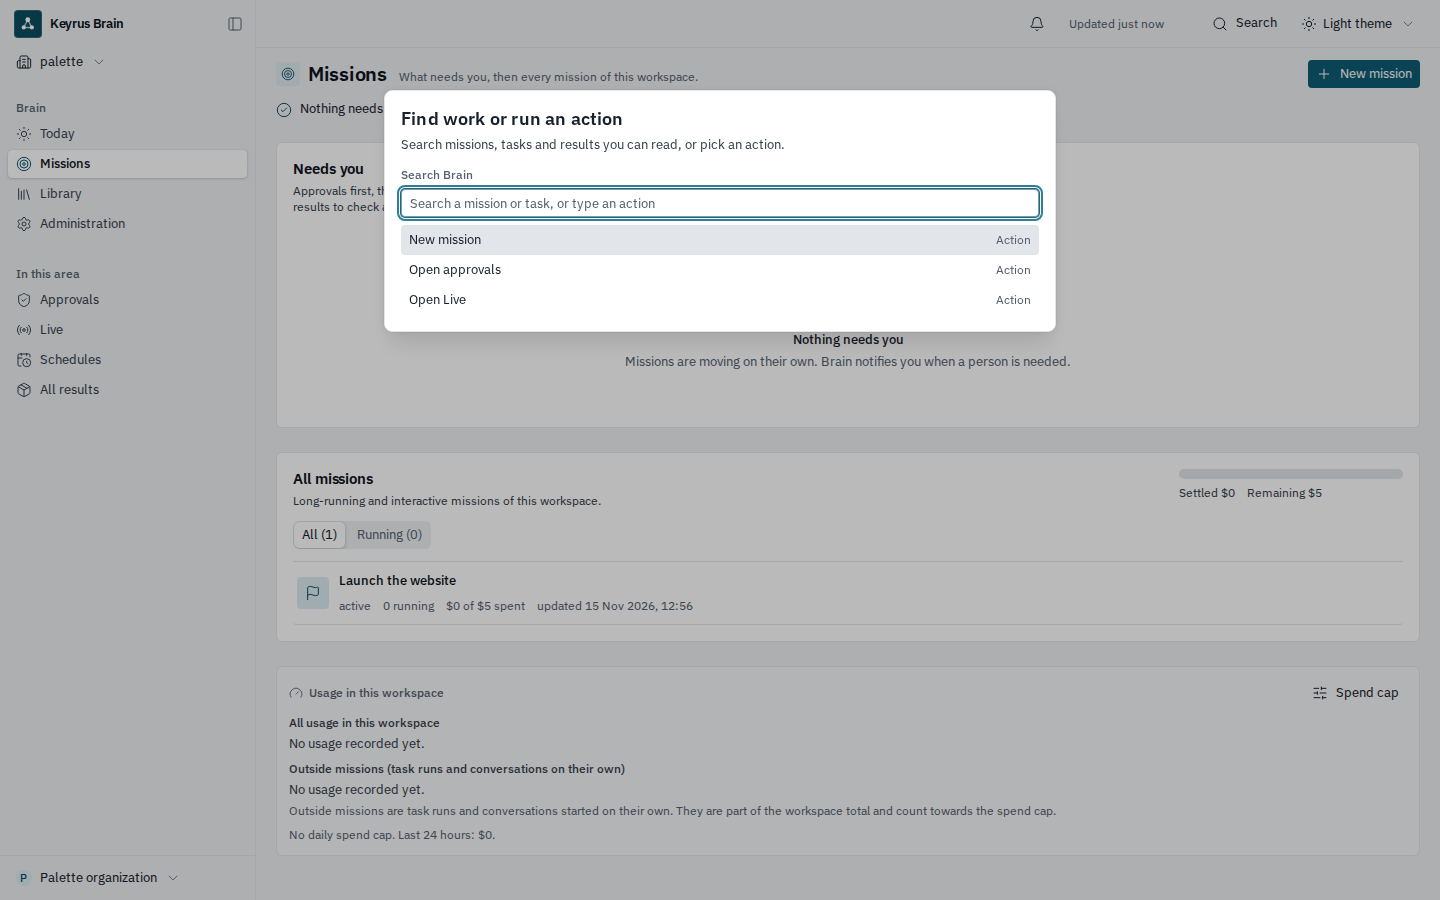 Keyrus Brain
Updated just now
Search
Light theme
palette
Missions
What needs you, then every mission of this workspace.
New mission
Nothing needs
Brain
Today
Missions
Library
Administration
In this area
Approvals
Live
Schedules
All results
Find work or run an action
Search missions, tasks and results you can read, or pick an action.
Search Brain
Search a mission or task, or type an action
New mission Action
Open approvals Action
Open Live Action
Needs you
Approvals first,
results to check
Nothing needs you
Missions are moving on their own. Brain notifies you when a person is needed.
All missions
Long-running and interactive missions of this workspace.
Settled $0 Remaining $5
All (1) Running (0)
Launch the website
active 0 running $0 of $5 spent updated 15 Nov 2026, 12:56
Usage in this workspace
Spend cap
All usage in this workspace
No usage recorded yet.
Outside missions (task runs and conversations on their own)
No usage recorded yet.
Outside missions are task runs and conversations started on their own. They are part of the workspace total and count towards the spend cap.
No daily spend cap. Last 24 hours: $0.
P Palette organization